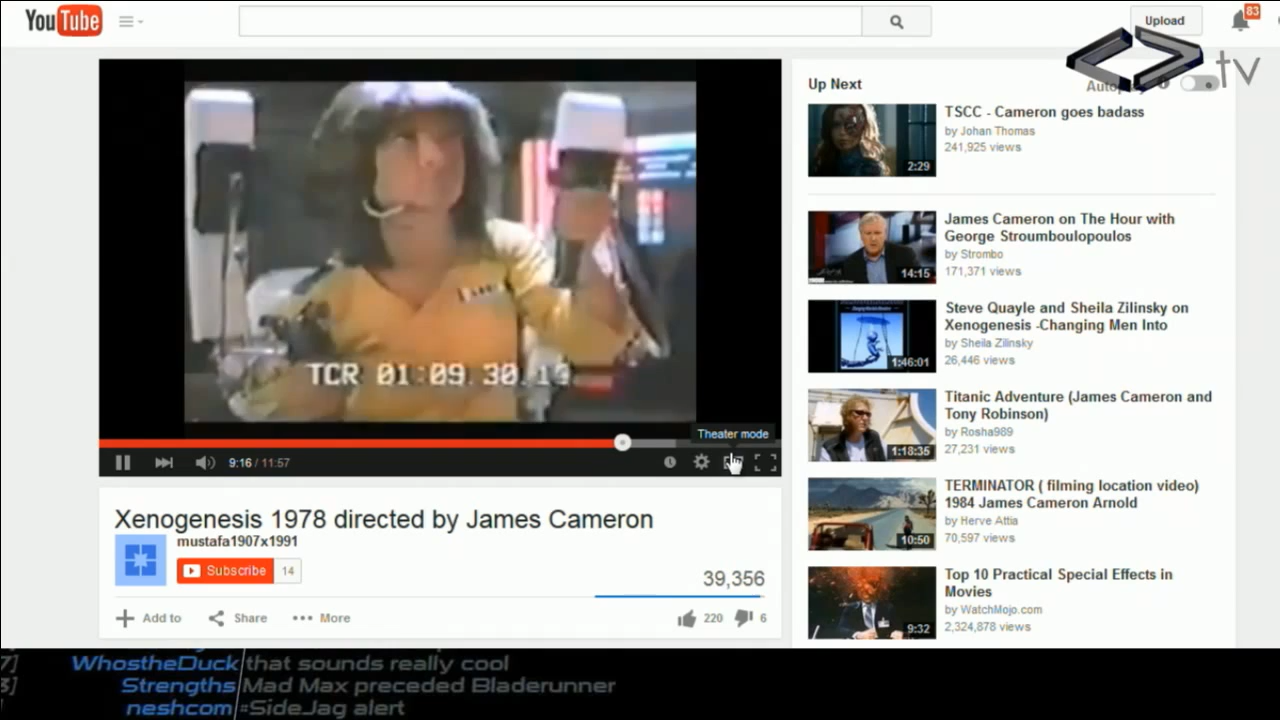 YouTube
Upload
83
tv
Up Next
TSCC - Cameron goes badass
by Johan Thomas
241,925 views
2:29
James Cameron on The Hour with
George Stroumboulopoulos
by Strombo
171,371 views
14:15
Steve Quayle and Sheila Zilinsky on
Xenogenesis -Changing Men Into
by Sheila Zilinsky
26,446 views
1:46:01
Titanic Adventure (James Cameron and
Tony Robinson)
by Rosha989
27,231 views
1:18:35
TERMINATOR ( filming location video)
1984 James Cameron Arnold
by Herve Attia
70,597 views
10:50
Top 10 Practical Special Effects in
Movies
by WatchMojo.com
2,324,878 views
9:32
TCR 01:09.30.
Theater mode
9:16 / 11:57
Xenogenesis 1978 directed by James Cameron
mustafa1907x1991
Subscribe 14
39,356
Add to Share More
220 6
7] WhostheDuck that sounds really cool
3] Strengths Mad Max preceded Bladerunner
neshcom =SideJag alert